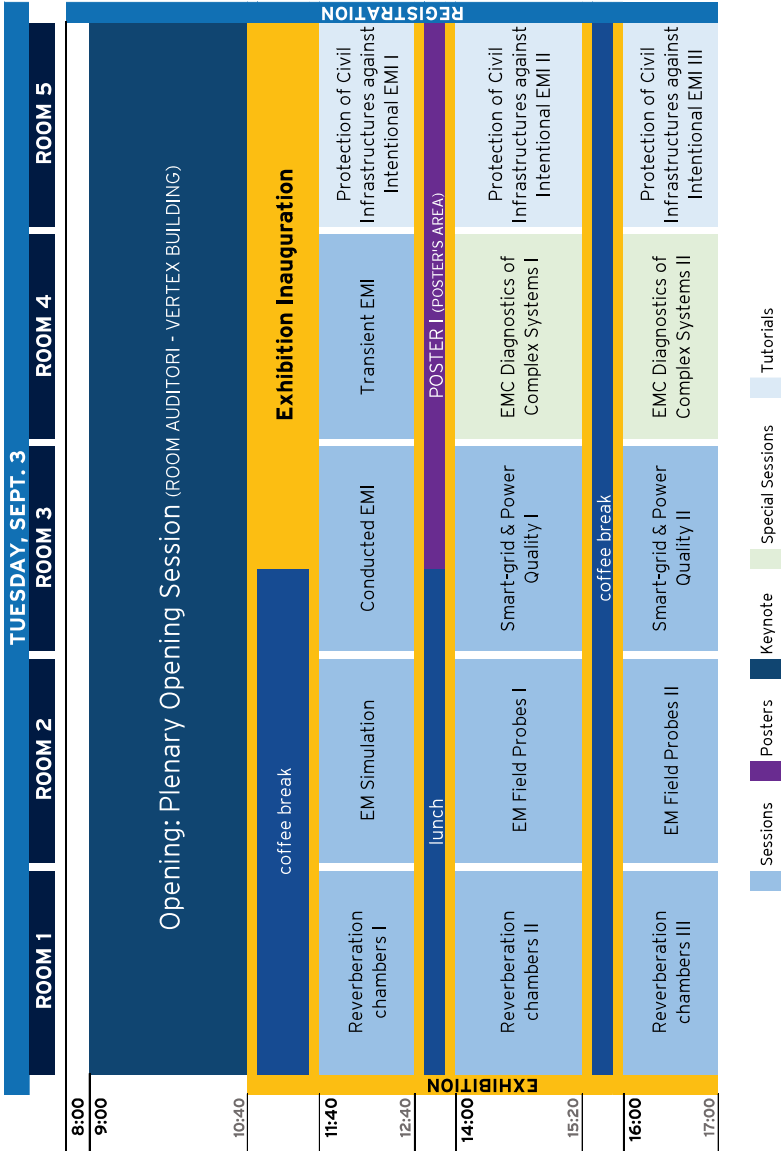 TUESDAY, SEPT. 3
ROOM 1
ROOM 2
ROOM 3
ROOM 4
ROOM 5
REGISTRATION
8:00
9:00
Opening: Plenary Opening Session (ROOM AUDITORI - VERTEX BUILDING)
10:40
coffee break
Exhibition Inauguration
11:40
Reverberation
chambers I
EM Simulation
Conducted EMI
Transient EMI
Protection of Civil
Infrastructures against
Intentional EMI I
12:40
lunch
POSTER I (POSTER'S AREA)
14:00
Reverberation
chambers II
EM Field Probes I
Smart-grid & Power
Quality I
EMC Diagnostics of
Complex Systems I
Protection of Civil
Infrastructures against
Intentional EMI II
15:20
coffee break
16:00
Reverberation
chambers III
EM Field Probes II
Smart-grid & Power
Quality II
EMC Diagnostics of
Complex Systems II
Protection of Civil
Infrastructures against
Intentional EMI III
17:00
EXHIBITION
Sessions
Posters
Keynote
Special Sessions
Tutorials